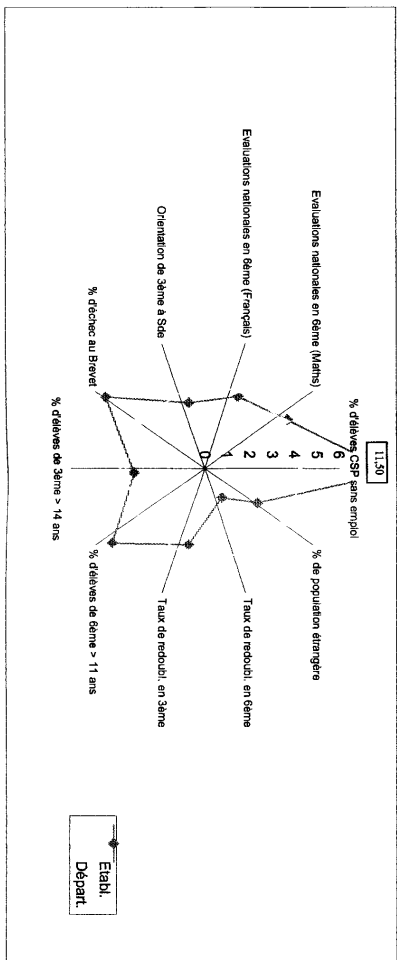 11,50
% d'élèves CSP sans emploi
6
5
4
3
2
1
0
% de population étrangère
Taux de redoubl. en 6ème
Taux de redoubl. en 3ème
% d'élèves de 6ème > 11 ans
% d'élèves de 3ème > 14 ans
% d'échec au Brevet
Orientation de 3ème à Sde
Evaluations nationales en 6ème (Français)
Evaluations nationales en 6ème (Maths)
Etabl.
Départ.